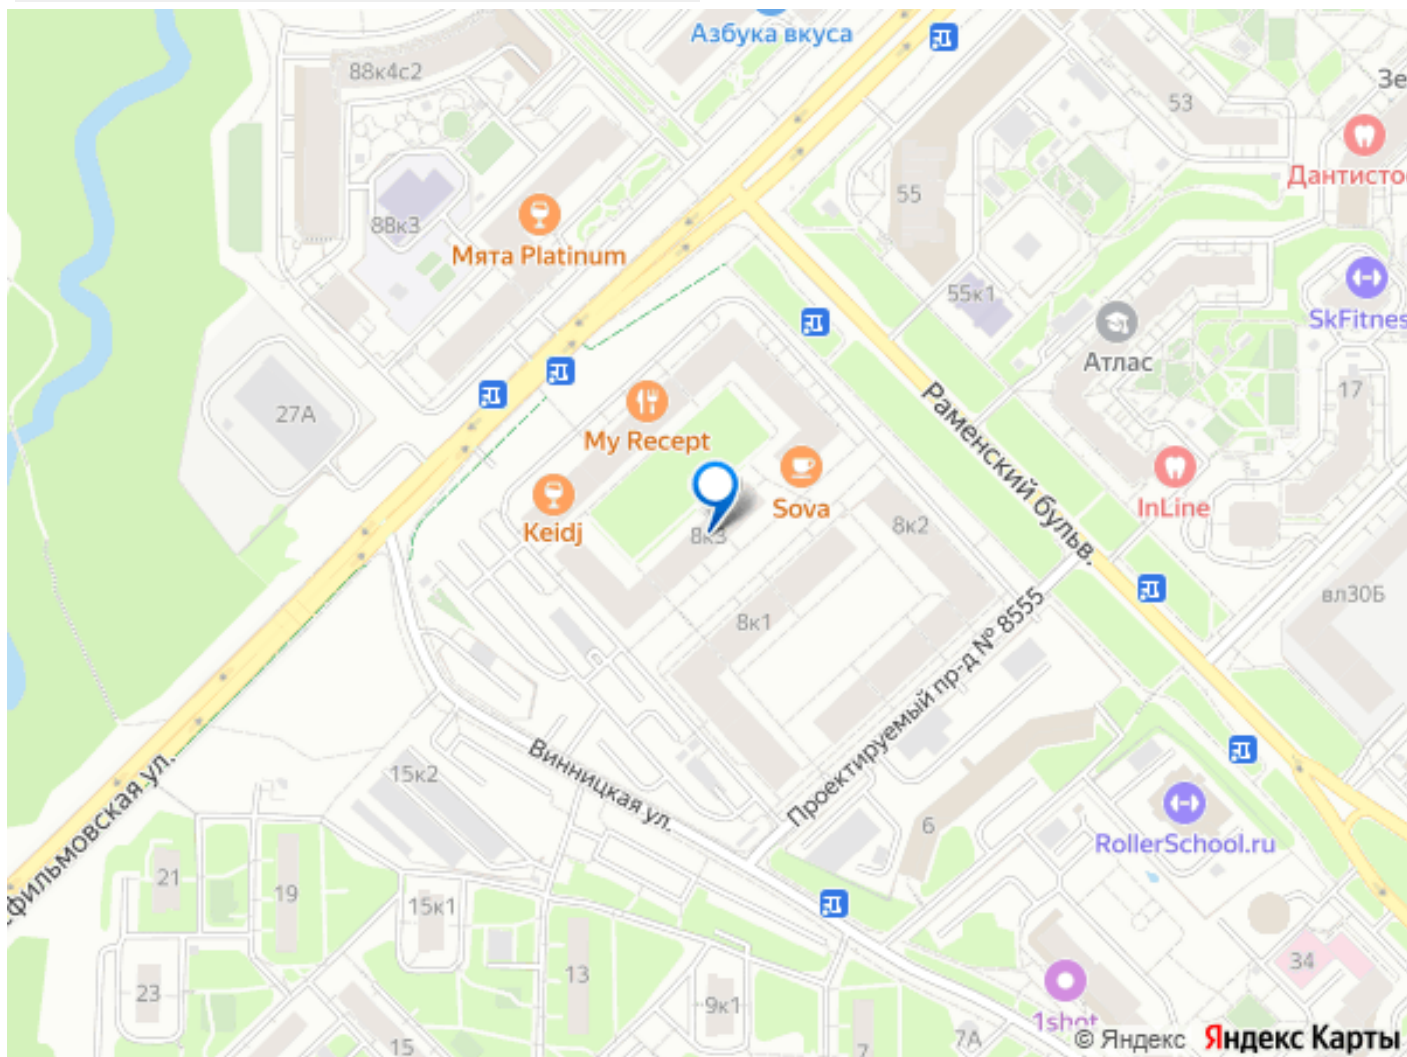 Азбука вкуса
88к4с2
53
Зе
Дантистос
55
88к3
Мята Platinum
55к1
SkFitnes
Атлас
17
27А
My Recept
Раменский бульв.
Keidj
Sova
InLine
8к3
8к2
вл30Б
8к1
Проектируемый пр-д № 8555
Винницкая ул.
15к2
6
RollerSchool.ru
фильмовская ул.
21
19
15к1
13
34
23
9к1
1shot
15
7
7А
© Яндекс Яндекс Карты